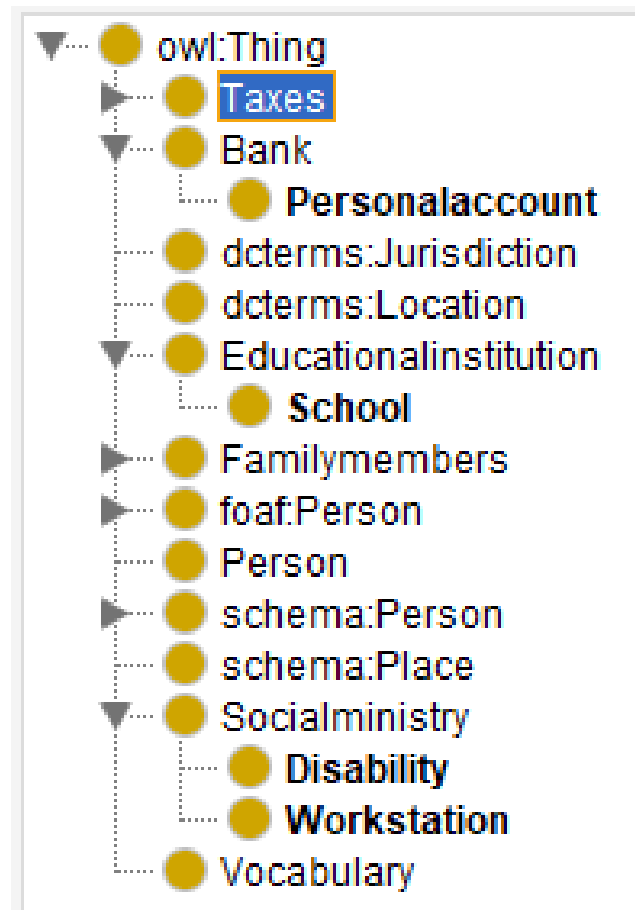 owl:Thing
Taxes
Bank
Personalaccount
dcterms:Jurisdiction
dcterms:Location
Educationalinstitution
School
Familymembers
foaf:Person
Person
schema:Person
schema:Place
Socialministry
Disability
Workstation
Vocabulary